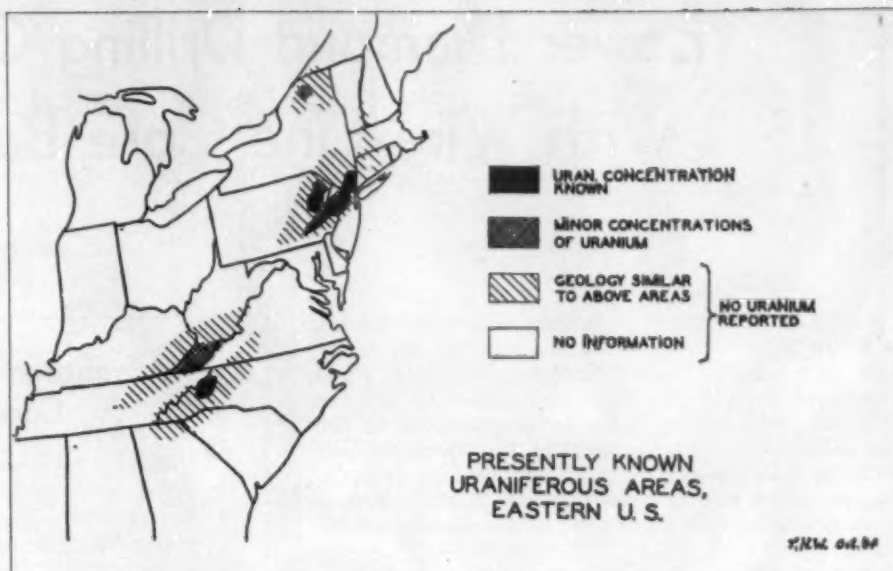 URAN. CONCENTRATION
KNOWN
MINOR CONCENTRATIONS
OF URANIUM
GEOLOGY SIMILAR
TO ABOVE AREAS
NO INFORMATION
NO URANIUM
REPORTED
PRESENTLY KNOWN
URANIFEROUS AREAS,
EASTERN U. S.